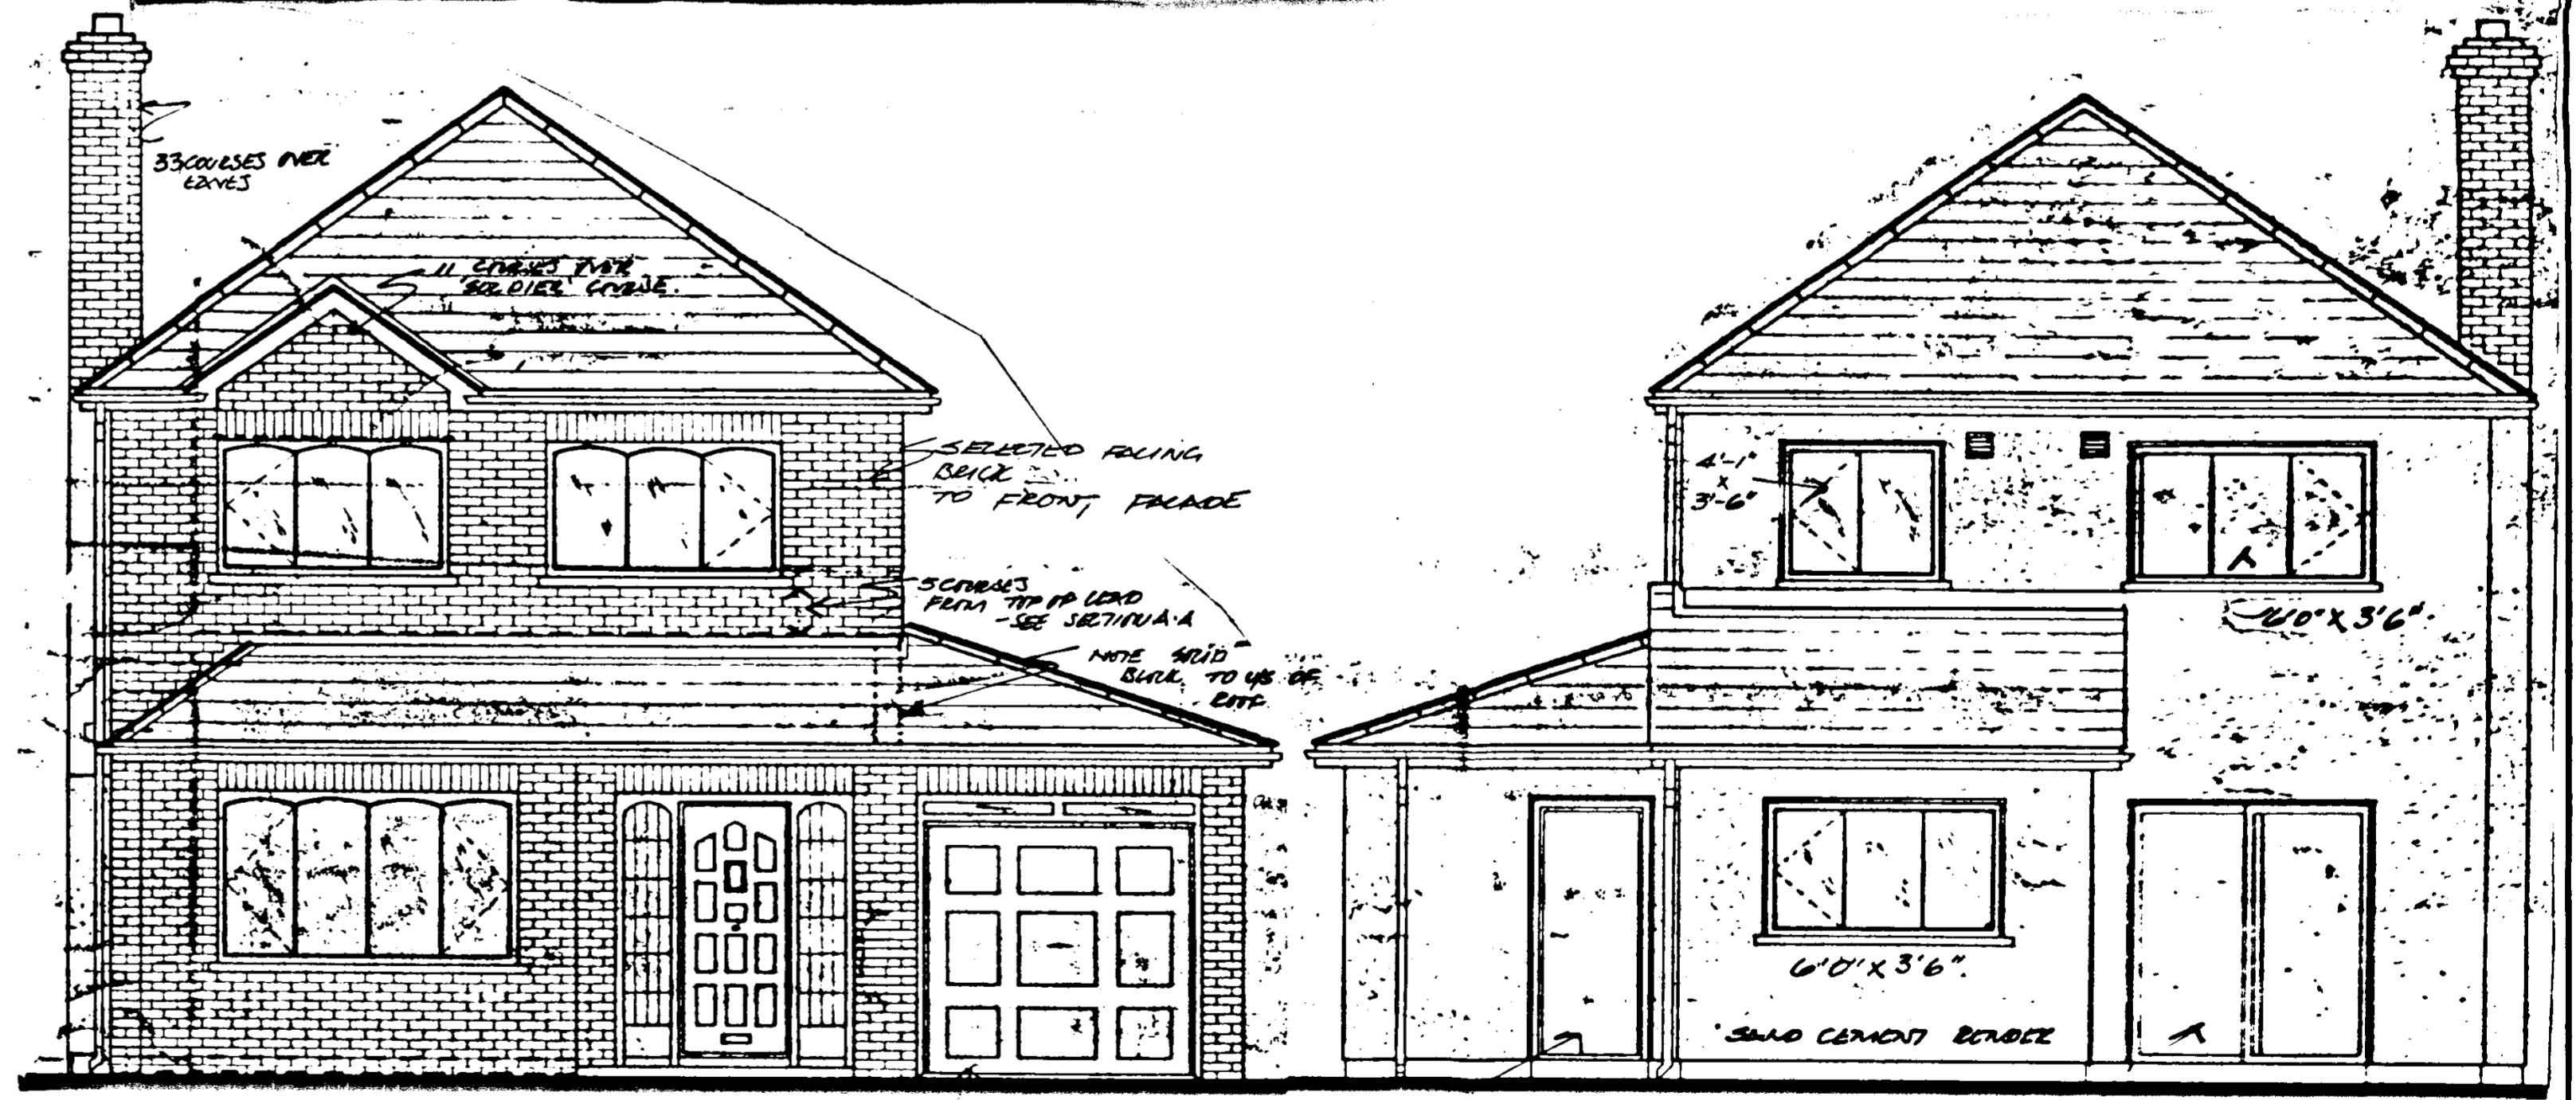 33 COURSES OVER
EAVES
11 COURSES OVER
'SOLDIER' COURSE.
SELECTED FACING
BRICK
TO FRONT, FACADE
5 COURSES
FROM TOP OF LEAD
- SEE SECTION A.A
NOTE SOLID
BLOCK TO U/S OF
ROOF
4'-1"
x
3'-6"
6'0" X 3'6".
6'0" X 3'6".
SAND CEMENT RENDER